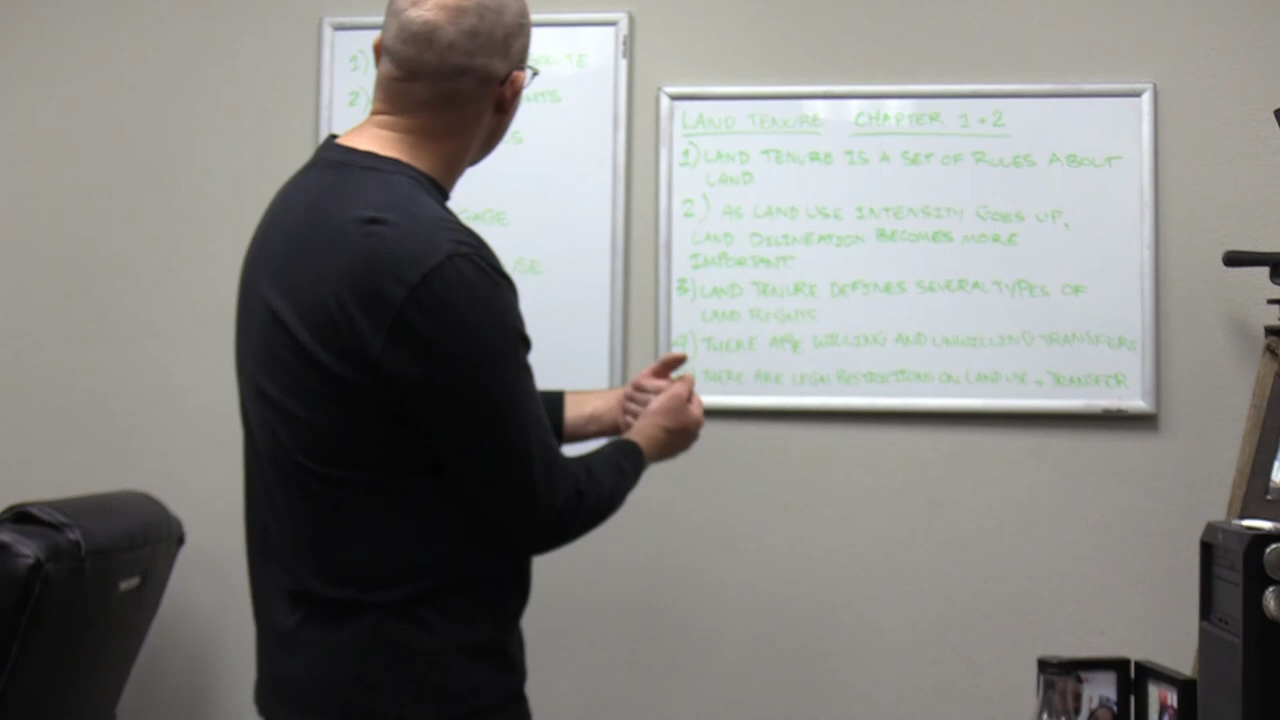 1)
2)
LAND TENURE CHAPTER 1+2
1) LAND TENURE IS A SET OF RULES ABOUT
LAND
2) AS LAND USE INTENSITY GOES UP,
LAND DILINEATION BECOMES MORE
IMPORTANT
3) LAND TENURE DEFINES SEVERAL TYPES OF
LAND RIGHTS
4) THERE ARE WILLING AND UNWILLING TRANSFERS
THERE ARE LEGAL RESTRICTIONS ON LAND USE + TRANSFER